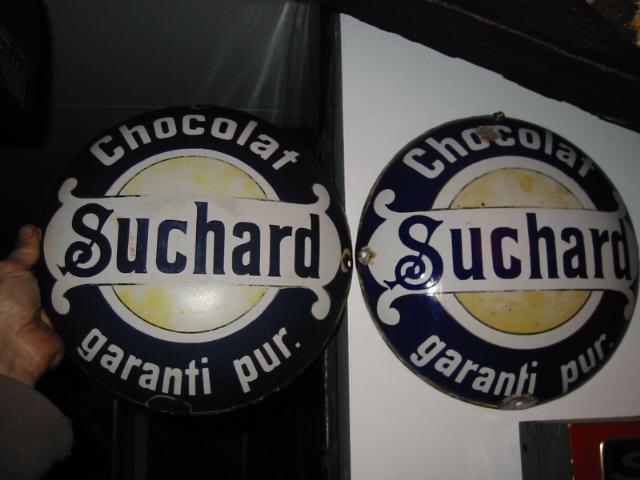 Chocolat
Suchard
garanti pur.
Chocolat
Suchard
garanti pur.